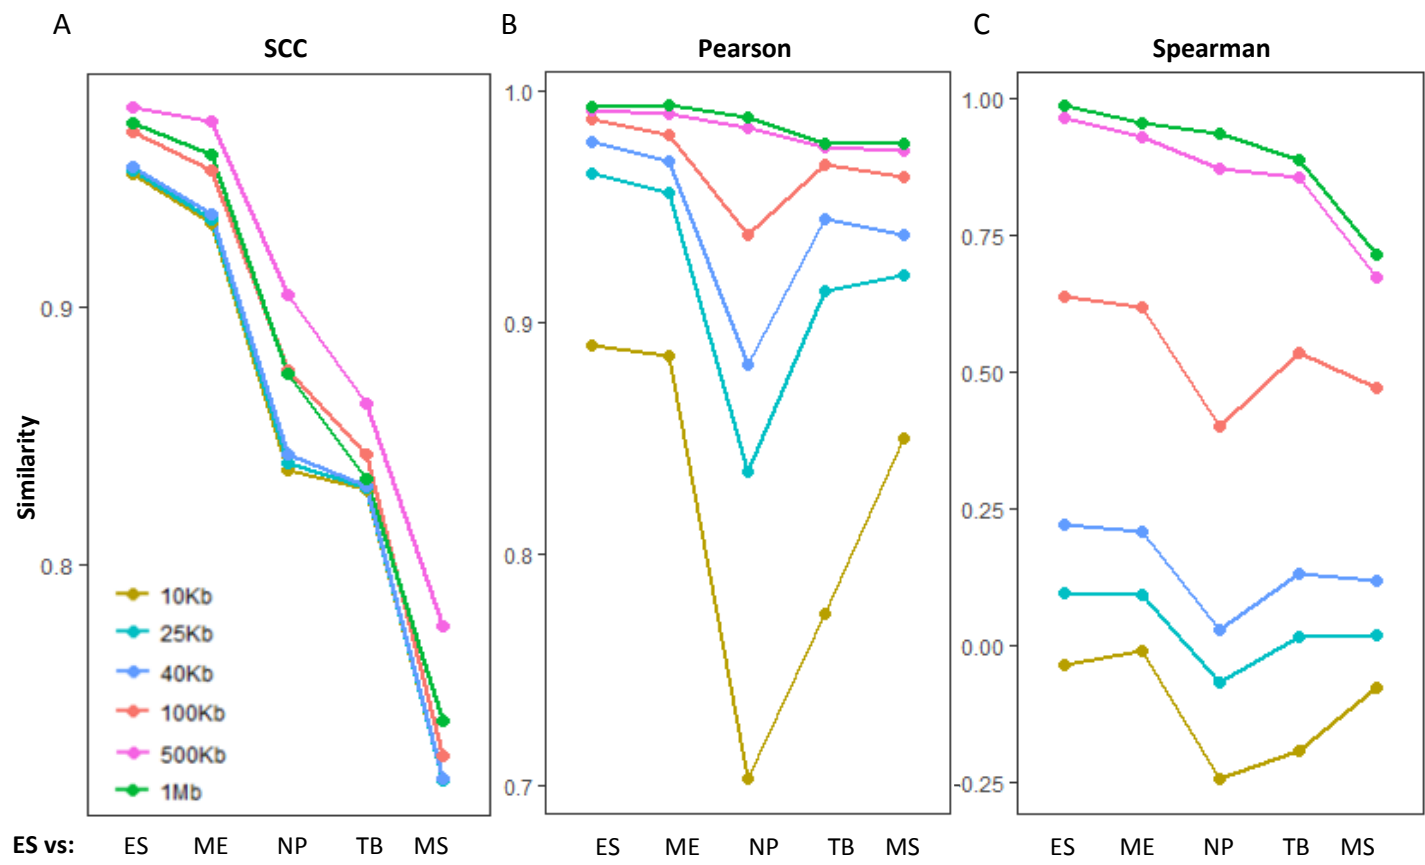 A
SCC
0.9
0.8
Similarity
10Kb
25Kb
40Kb
100Kb
500Kb
1Mb
ES vs: ES ME NP TB MS
B
Pearson
1.0
0.9
0.8
0.7
ES ME NP TB MS
C
Spearman
1.00
0.75
0.50
0.25
0.00
-0.25
ES ME NP TB MS